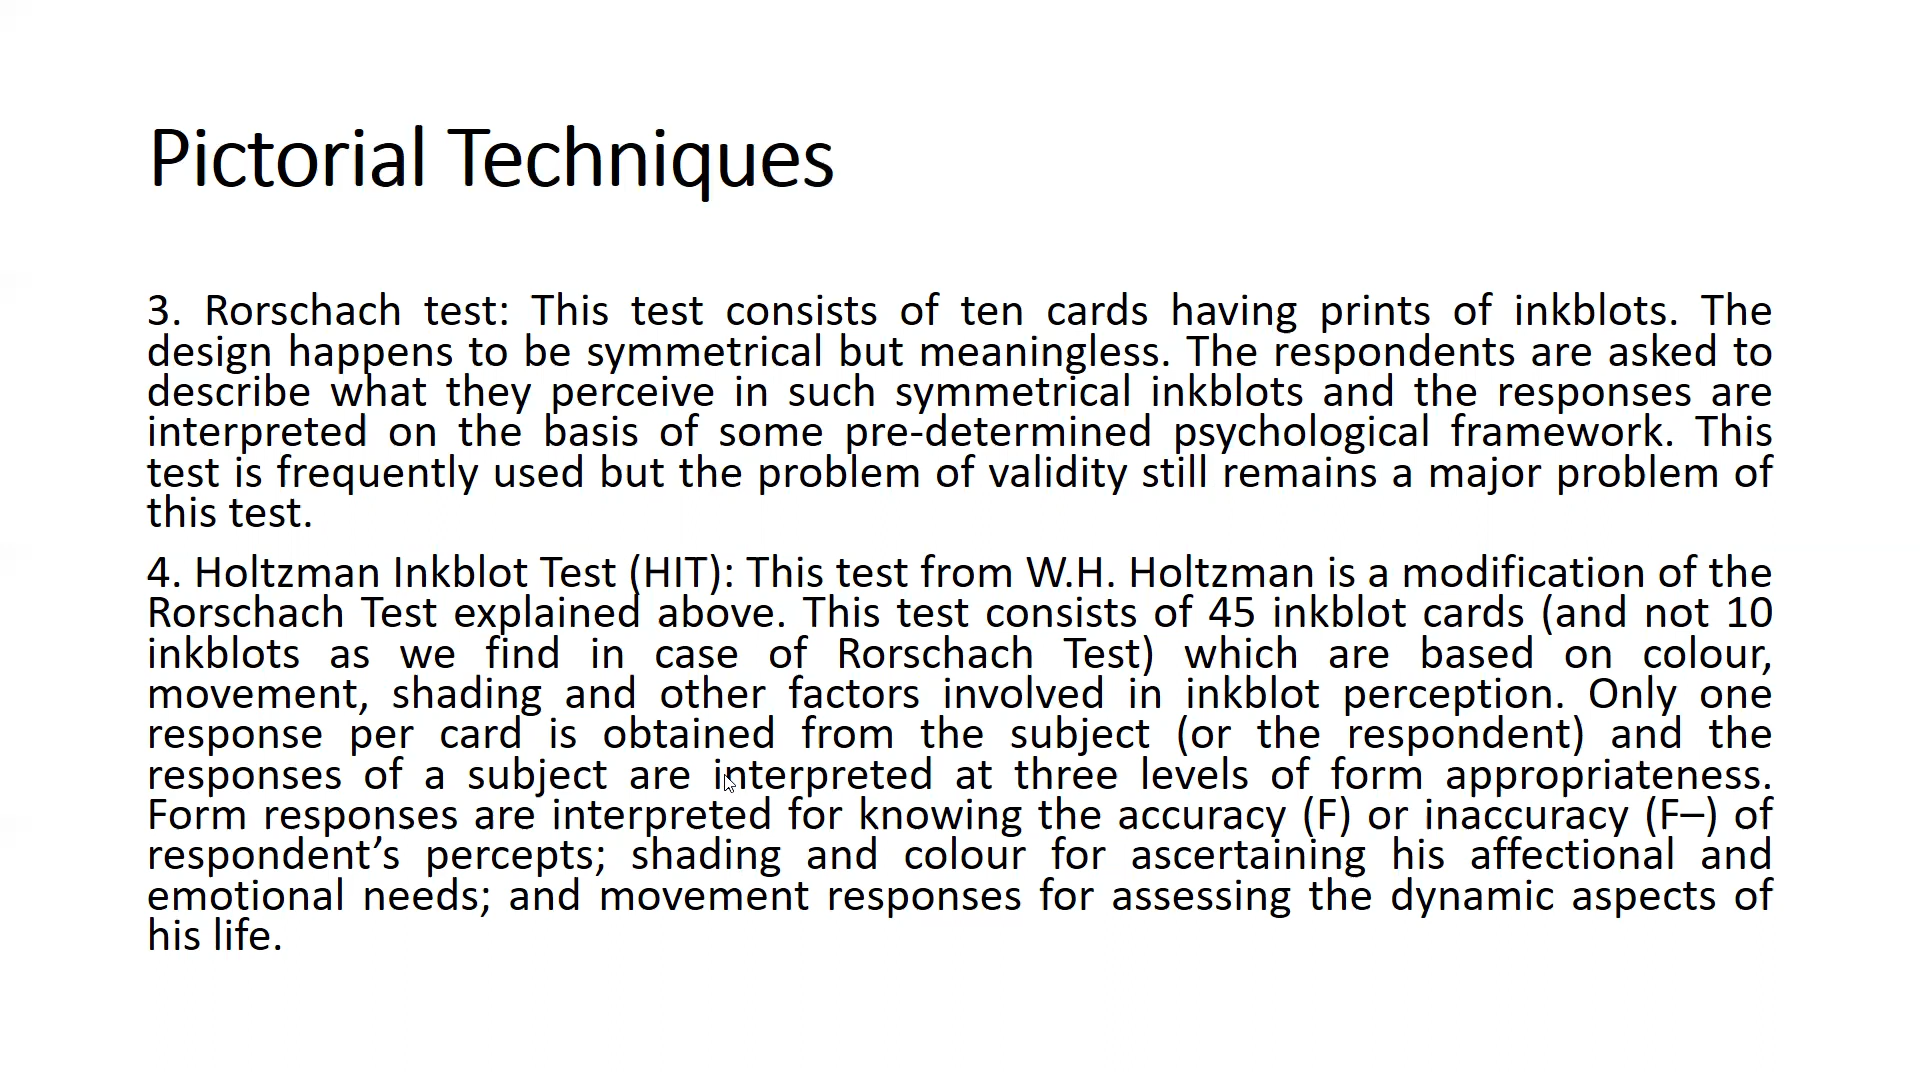 Pictorial Techniques
3. Rorschach test: This test consists of ten cards having prints of inkblots. The
design happens to be symmetrical but meaningless. The respondents are asked to
describe what they perceive in such symmetrical inkblots and the responses are
interpreted on the basis of some pre-determined psychological framework. This
test is frequently used but the problem of validity still remains a major problem of
this test.
4. Holtzman Inkblot Test (HIT): This test from W.H. Holtzman is a modification of the
Rorschach Test explained above. This test consists of 45 inkblot cards (and not 10
inkblots as we find in case of Rorschach Test) which are based on colour,
movement, shading and other factors involved in inkblot perception. Only one
response per card is obtained from the subject (or the respondent) and the
responses of a subject are interpreted at three levels of form appropriateness.
Form responses are interpreted for knowing the accuracy (F) or inaccuracy (F–) of
respondent’s percepts; shading and colour for ascertaining his affectional and
emotional needs; and movement responses for assessing the dynamic aspects of
his life.